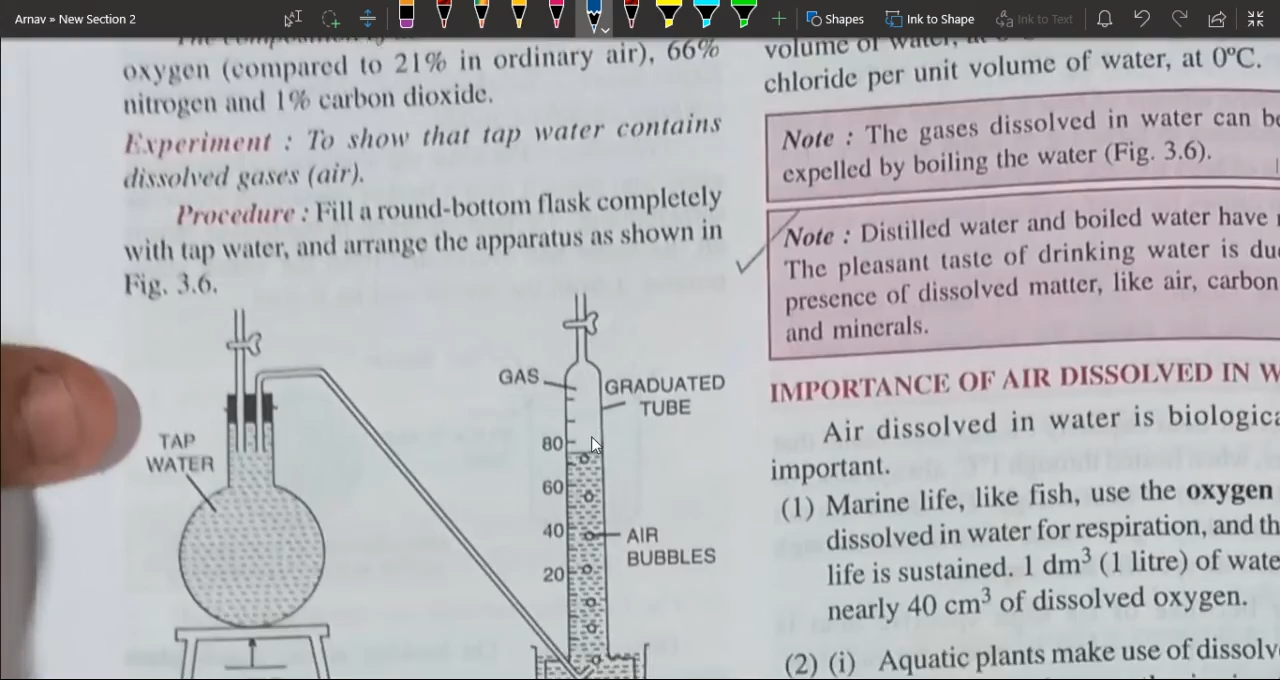 Arnav » New Section 2
Shapes
Ink to Shape
Ink to Text
The composition
oxygen (compared to 21% in ordinary air), 66%
nitrogen and 1% carbon dioxide.
Experiment : To show that tap water contains
dissolved gases (air).
Procedure : Fill a round-bottom flask completely
with tap water, and arrange the apparatus as shown in
Fig. 3.6.
TAP
WATER
GAS
GRADUATED
TUBE
80
60
40
20
AIR
BUBBLES
volume of water, at
chloride per unit volume of water, at 0°C.
Note : The gases dissolved in water can be
expelled by boiling the water (Fig. 3.6).
Note : Distilled water and boiled water have
The pleasant taste of drinking water is due
presence of dissolved matter, like air, carbon
and minerals.
IMPORTANCE OF AIR DISSOLVED IN W
Air dissolved in water is biologica
important.
(1) Marine life, like fish, use the oxygen
dissolved in water for respiration, and th
life is sustained. 1 dm³ (1 litre) of wate
nearly 40 cm³ of dissolved oxygen.
(2) (i) Aquatic plants make use of dissolv